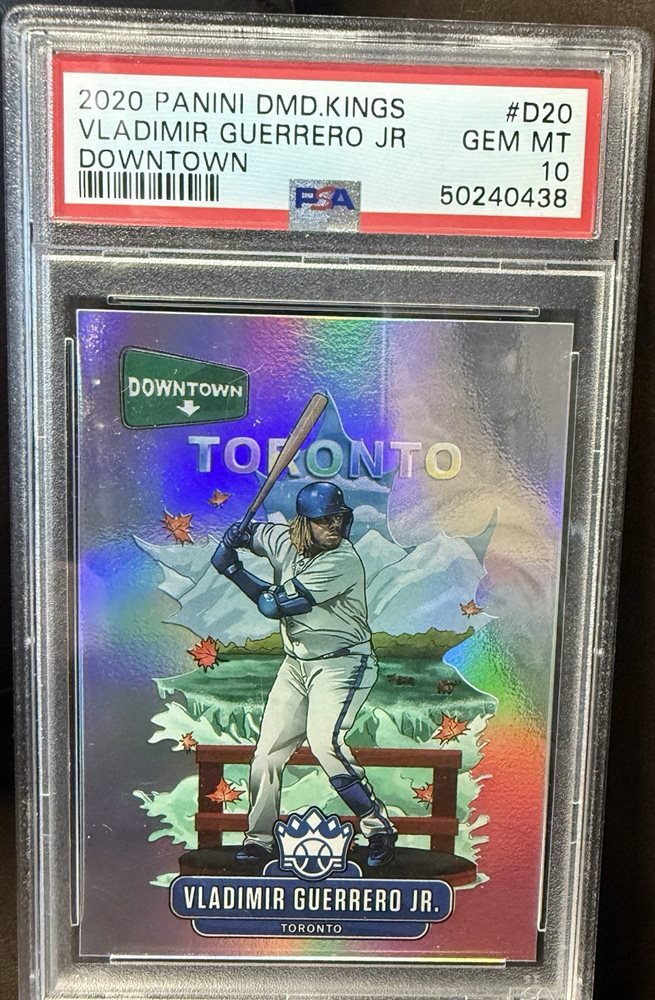 2020 PANINI DMD.KINGS #D20
VLADIMIR GUERRERO JR GEM MT
DOWNTOWN 10
PSA 50240438
DOWNTOWN
TORONTO
VLADIMIR GUERRERO JR.
TORONTO